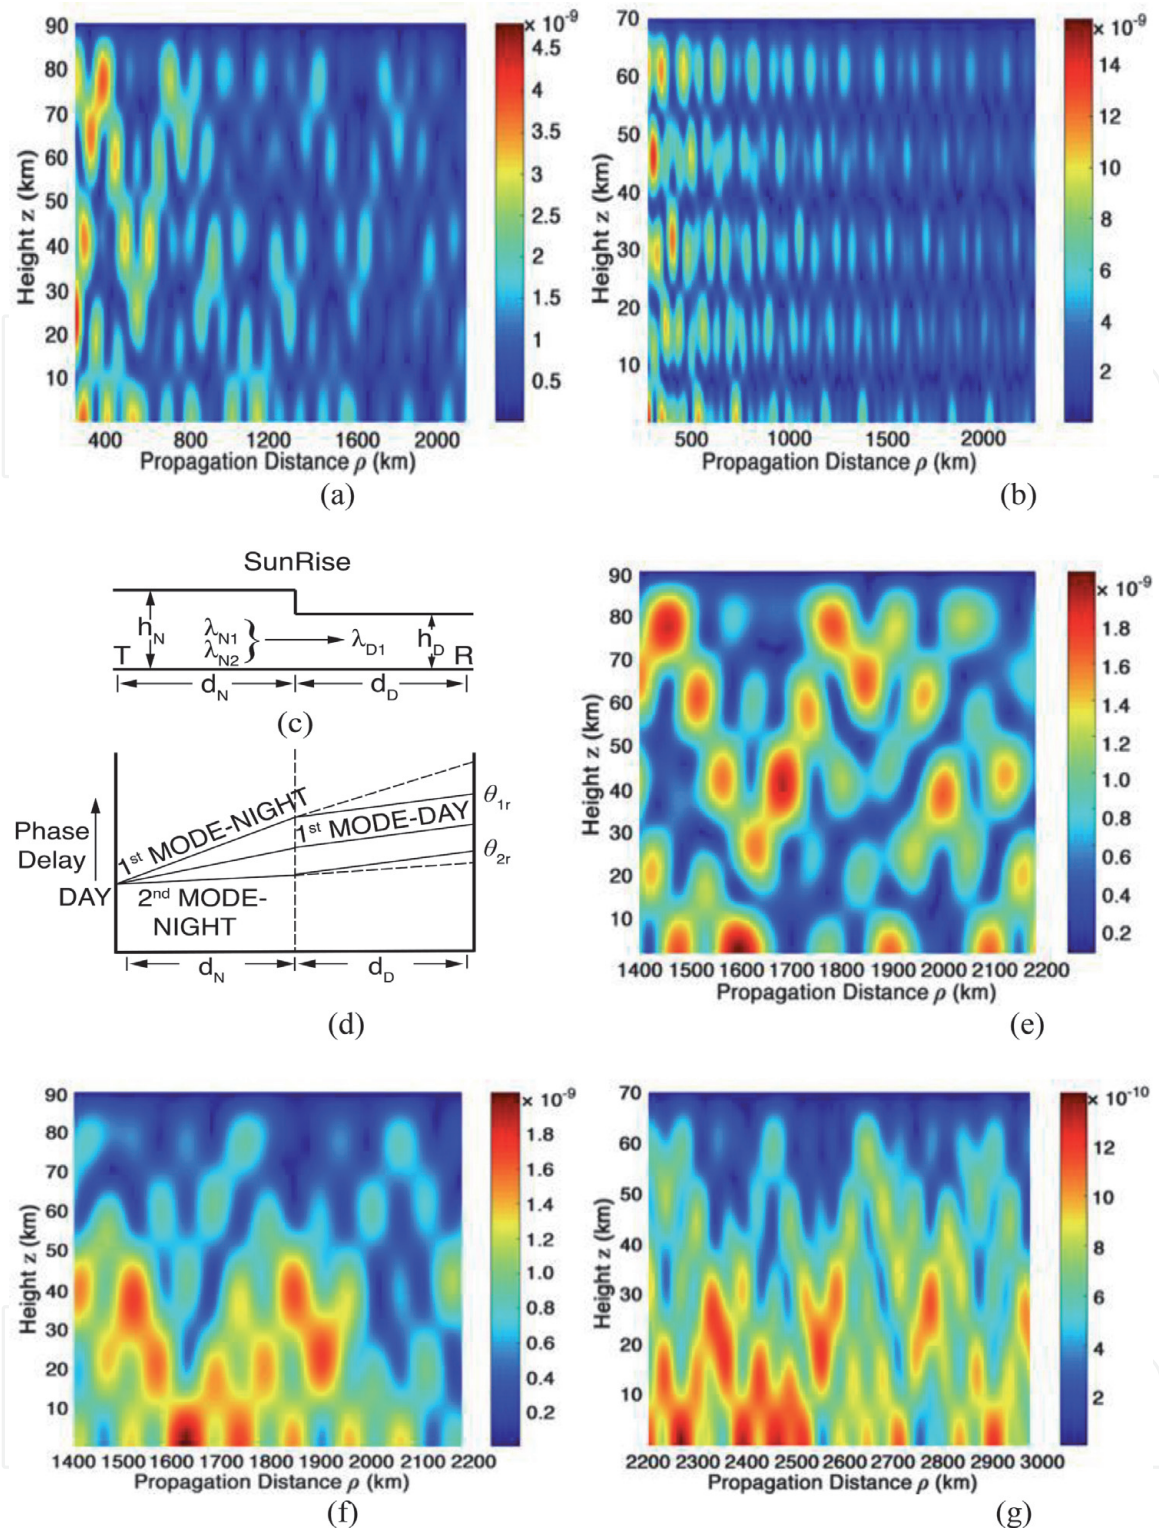 × 10⁻⁹
90
80
70
60
50
40
30
20
10
Height z (km)
400 800 1200 1600 2000
Propagation Distance ρ (km)
4.5
4
3.5
3
2.5
2
1.5
1
0.5
(a)
× 10⁻⁹
70
60
50
40
30
20
10
Height z (km)
500 1000 1500 2000
Propagation Distance ρ (km)
14
12
10
8
6
4
2
(b)
SunRise
h_N
λ_N1
λ_N2
λ_D1
h_D
T
R
d_N
d_D
(c)
Phase
Delay
DAY
1ˢᵗ MODE-NIGHT
1ˢᵗ MODE-DAY
2ⁿᵈ MODE-
NIGHT
θ_1r
θ_2r
d_N
d_D
(d)
× 10⁻⁹
90
80
70
60
50
40
30
20
10
Height z (km)
1400 1500 1600 1700 1800 1900 2000 2100 2200
Propagation Distance ρ (km)
1.8
1.6
1.4
1.2
1.0
0.8
0.6
0.4
0.2
(e)
× 10⁻⁹
90
80
70
60
50
40
30
20
10
Height z (km)
1400 1500 1600 1700 1800 1900 2000 2100 2200
Propagation Distance ρ (km)
1.8
1.6
1.4
1.2
1.0
0.8
0.6
0.4
0.2
(f)
× 10⁻¹⁰
70
60
50
40
30
20
10
Height z (km)
2200 2300 2400 2500 2600 2700 2800 2900 3000
Propagation Distance ρ (km)
12
10
8
6
4
2
(g)